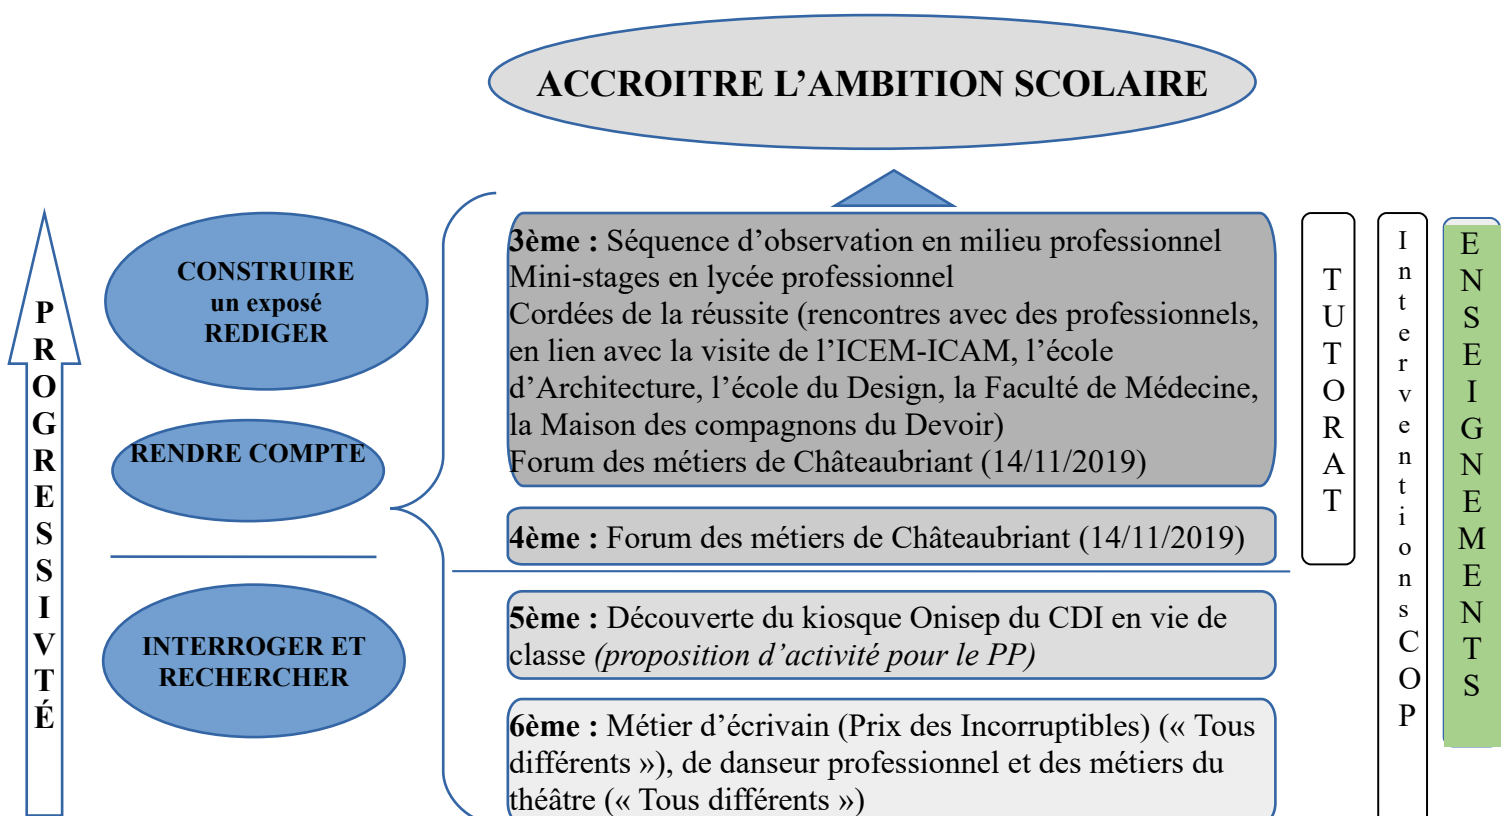 ACCROITRE L’AMBITION SCOLAIRE
PROGRESSIVTÉ
CONSTRUIRE
un exposé
REDIGER
RENDRE COMPTE
INTERROGER ET
RECHERCHER
3ème : Séquence d’observation en milieu professionnel
Mini-stages en lycée professionnel
Cordées de la réussite (rencontres avec des professionnels,
en lien avec la visite de l’ICEM-ICAM, l’école
d’Architecture, l’école du Design, la Faculté de Médecine,
la Maison des compagnons du Devoir)
Forum des métiers de Châteaubriant (14/11/2019)
4ème : Forum des métiers de Châteaubriant (14/11/2019)
5ème : Découverte du kiosque Onisep du CDI en vie de
classe (proposition d’activité pour le PP)
6ème : Métier d’écrivain (Prix des Incorruptibles) (« Tous
différents »), de danseur professionnel et des métiers du
théâtre (« Tous différents »)
TUTORAT
Interventions COP
ENSEIGNEMENTS